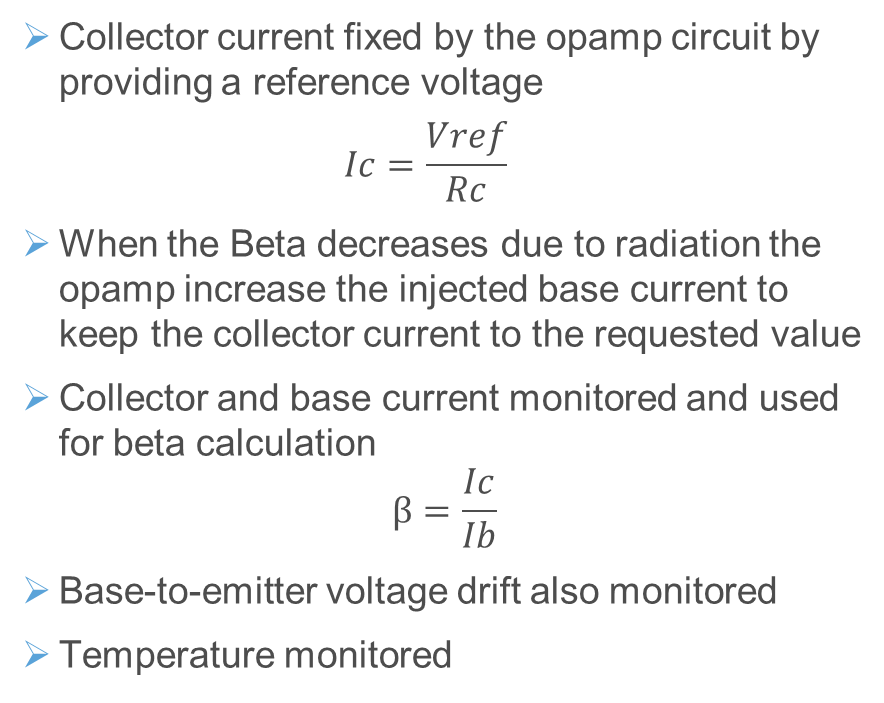 ➢ Collector current fixed by the opamp circuit by
providing a reference voltage
Ic = Vref / Rc
➢ When the Beta decreases due to radiation the
opamp increase the injected base current to
keep the collector current to the requested value
➢ Collector and base current monitored and used
for beta calculation
β = Ic / Ib
➢ Base-to-emitter voltage drift also monitored
➢ Temperature monitored